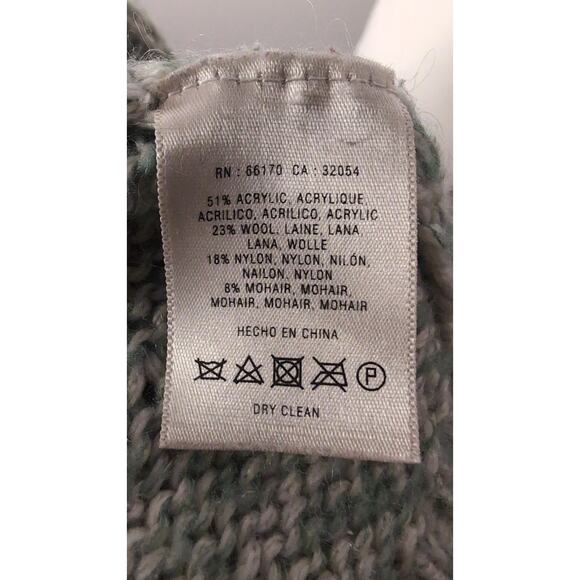 RN : 66170 CA : 32054
51% ACRYLIC, ACRYLIQUE,
ACRILICO, ACRILICO, ACRYLIC
23% WOOL, LAINE, LANA,
LANA, WOLLE
18% NYLON, NYLON, NILÓN,
NAILON, NYLON
8% MOHAIR, MOHAIR,
MOHAIR, MOHAIR, MOHAIR
HECHO EN CHINA
P
DRY CLEAN